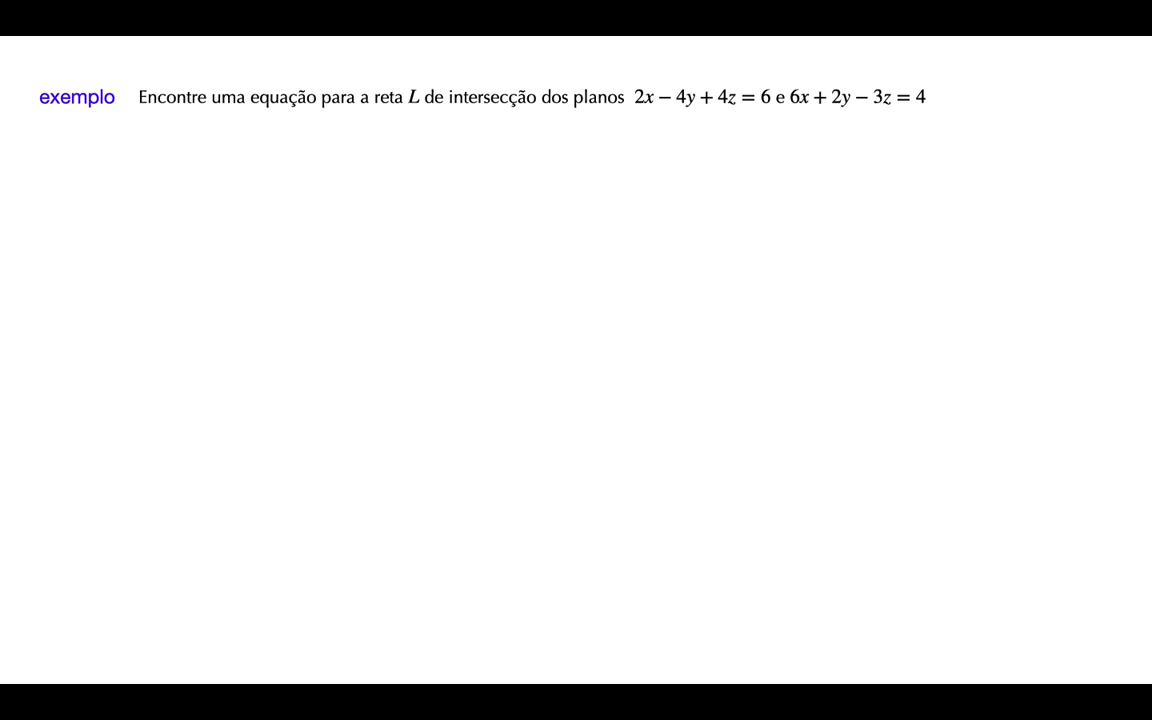 exemplo Encontre uma equação para a reta L de intersecção dos planos 2x − 4y + 4z = 6 e 6x + 2y − 3z = 4